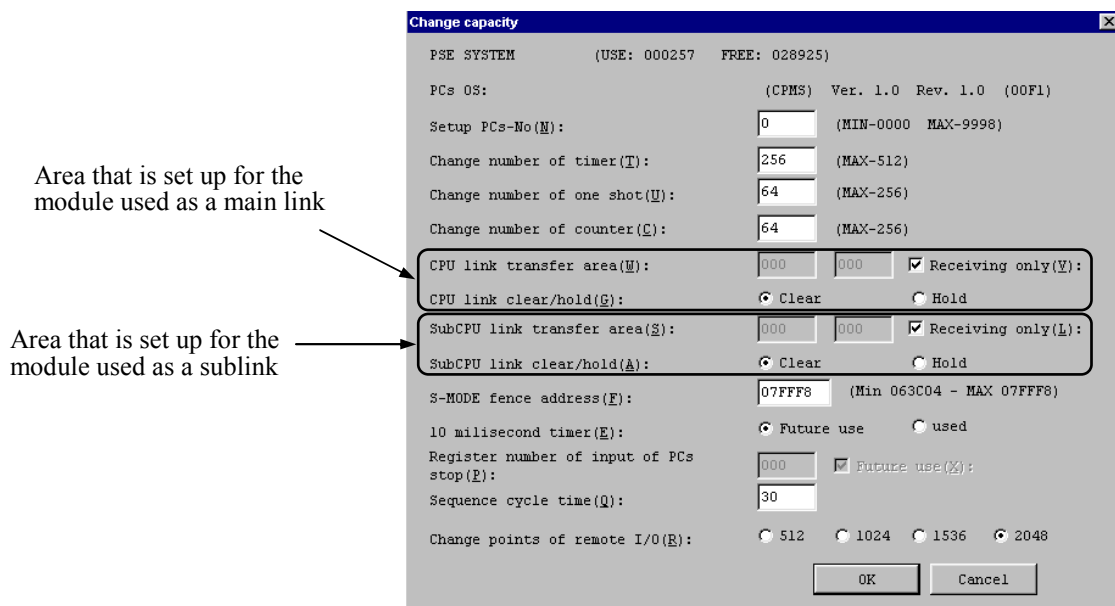 Change capacity
PSE SYSTEM (USE: 000257 FREE: 028925)
PCs OS: (CPMS) Ver. 1.0 Rev. 1.0 (00F1)
Setup PCs-No(N): 0 (MIN-0000 MAX-9998)
Change number of timer(T): 256 (MAX-512)
Change number of one shot(U): 64 (MAX-256)
Change number of counter(C): 64 (MAX-256)
Area that is set up for the
module used as a main link
CPU link transfer area(W): 000 000 Receiving only(V):
CPU link clear/hold(G): Clear Hold
Area that is set up for the
module used as a sublink
SubCPU link transfer area(S): 000 000 Receiving only(L):
SubCPU link clear/hold(A): Clear Hold
S-MODE fence address(F): 07FFF8 (Min 063C04 - MAX 07FFF8)
10 milisecond timer(E): Future use used
Register number of input of PCs
stop(P): 000 Future use(X):
Sequence cycle time(Q): 30
Change points of remote I/O(R): 512 1024 1536 2048
OK Cancel